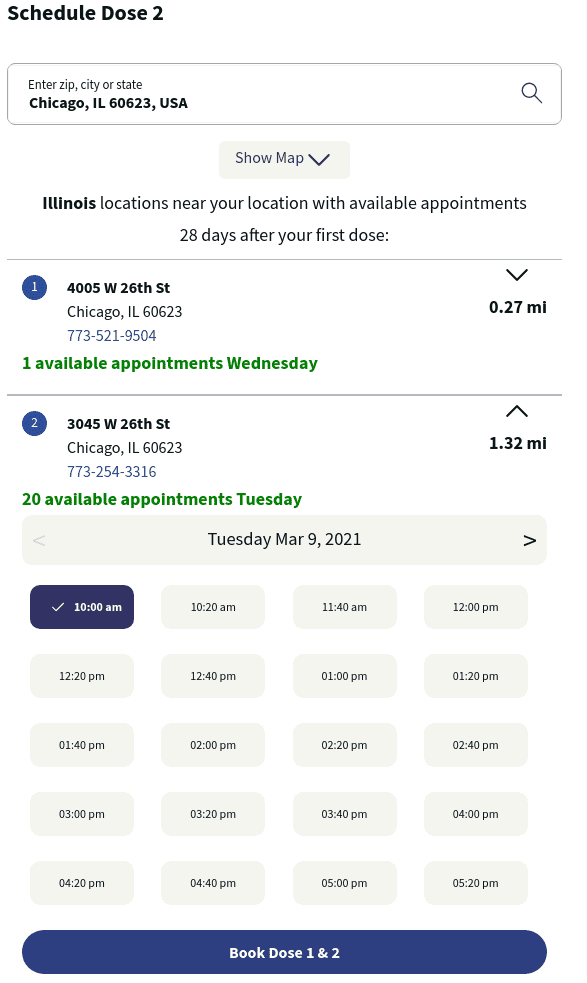 Schedule Dose 2
Enter zip, city or state
Chicago, IL 60623, USA
Show Map
Illinois locations near your location with available appointments
28 days after your first dose:
1
4005 W 26th St
Chicago, IL 60623
0.27 mi
773-521-9504
1 available appointments Wednesday
2
3045 W 26th St
Chicago, IL 60623
1.32 mi
773-254-3316
20 available appointments Tuesday
< Tuesday Mar 9, 2021 >
10:00 am 10:20 am 11:40 am 12:00 pm
12:20 pm 12:40 pm 01:00 pm 01:20 pm
01:40 pm 02:00 pm 02:20 pm 02:40 pm
03:00 pm 03:20 pm 03:40 pm 04:00 pm
04:20 pm 04:40 pm 05:00 pm 05:20 pm
Book Dose 1 & 2